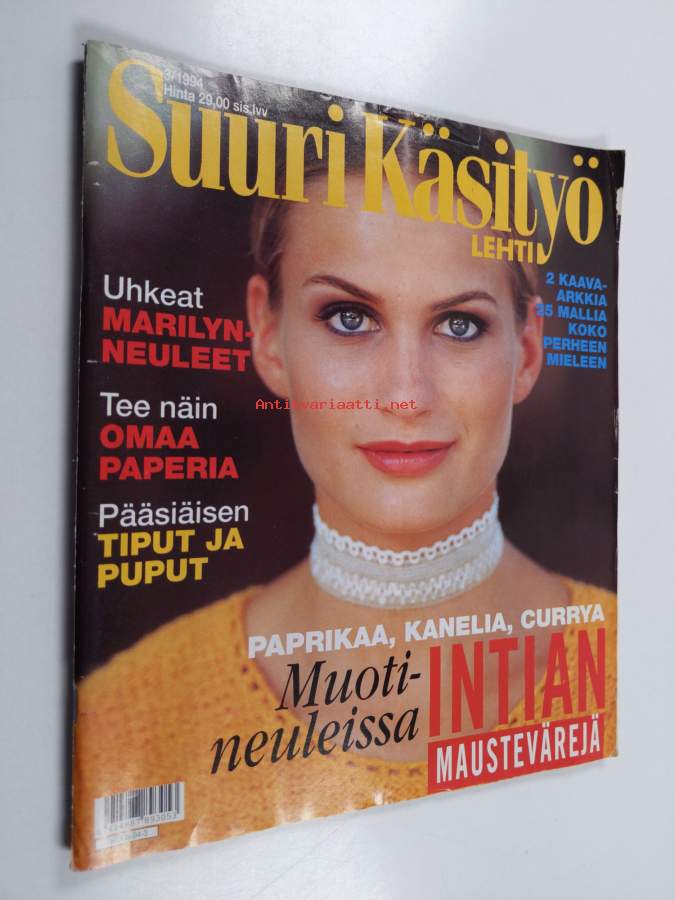 3/1994
Hinta 29,00 sis.lvv
Suuri Käsityö
LEHTI
2 KAAVA-
ARKKIA
25 MALLIA
KOKO
PERHEEN
MIELEEN
Uhkeat
MARILYN-
NEULEET
Tee näin
OMAA
PAPERIA
Antikvariaatti.net
Pääsiäisen
TIPUT JA
PUPUT
PAPRIKAA, KANELIA, CURRYA
Muoti-
neuleissa
INTIAN
MAUSTEVÄREJÄ